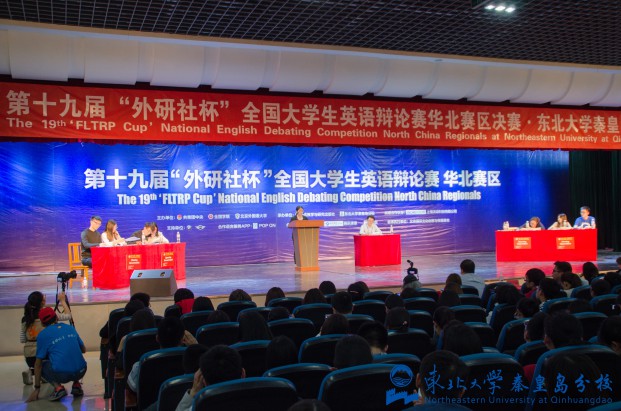 第十九届“外研社杯”全国大学生英语辩论赛华北赛区决赛·东北大学秦皇
The 19th ‘FLTRP Cup’ National English Debating Competition North China Regionals at Northeastern University at Qinhuangdao
第十九届“外研社杯”全国大学生英语辩论赛 华北赛区
The 19th ‘FLTRP Cup’ National English Debating Competition North China Regionals
东北大学秦皇岛分校
Northeastern University at Qinhuangdao